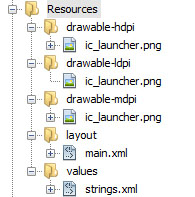 Resources
drawable-hdpi
ic_launcher.png
drawable-ldpi
ic_launcher.png
drawable-mdpi
ic_launcher.png
layout
main.xml
values
strings.xml